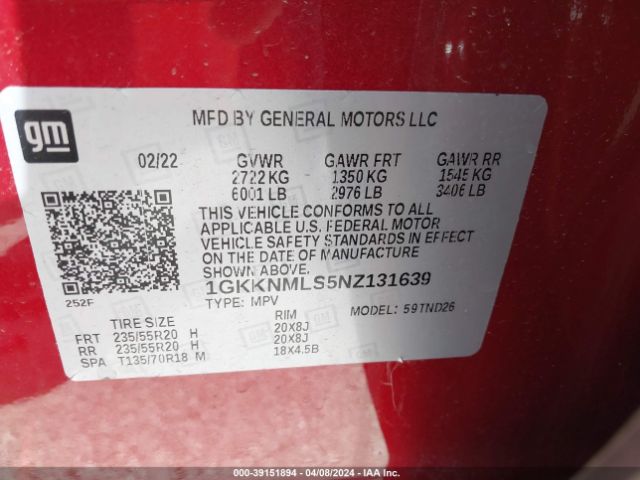 gm
MFD BY GENERAL MOTORS LLC
02/22 GVWR GAWR FRT GAWR RR
2722 KG 1350 KG 1545 KG
6001 LB 2976 LB 3406 LB
THIS VEHICLE CONFORMS TO ALL
APPLICABLE U.S. FEDERAL MOTOR
VEHICLE SAFETY STANDARDS IN EFFECT
ON THE DATE OF MANUFACTURE
SHOWN ABOVE.
1GKKNMLS5NZ131639
252F
TYPE: MPV MODEL: 59TND26
TIRE SIZE RIM
FRT 235/55R20 H 20X8J
RR 235/55R20 H 20X8J
SPA T135/70R18 M 18X4.5B
000-39151894 - 04/08/2024 - IAA Inc.